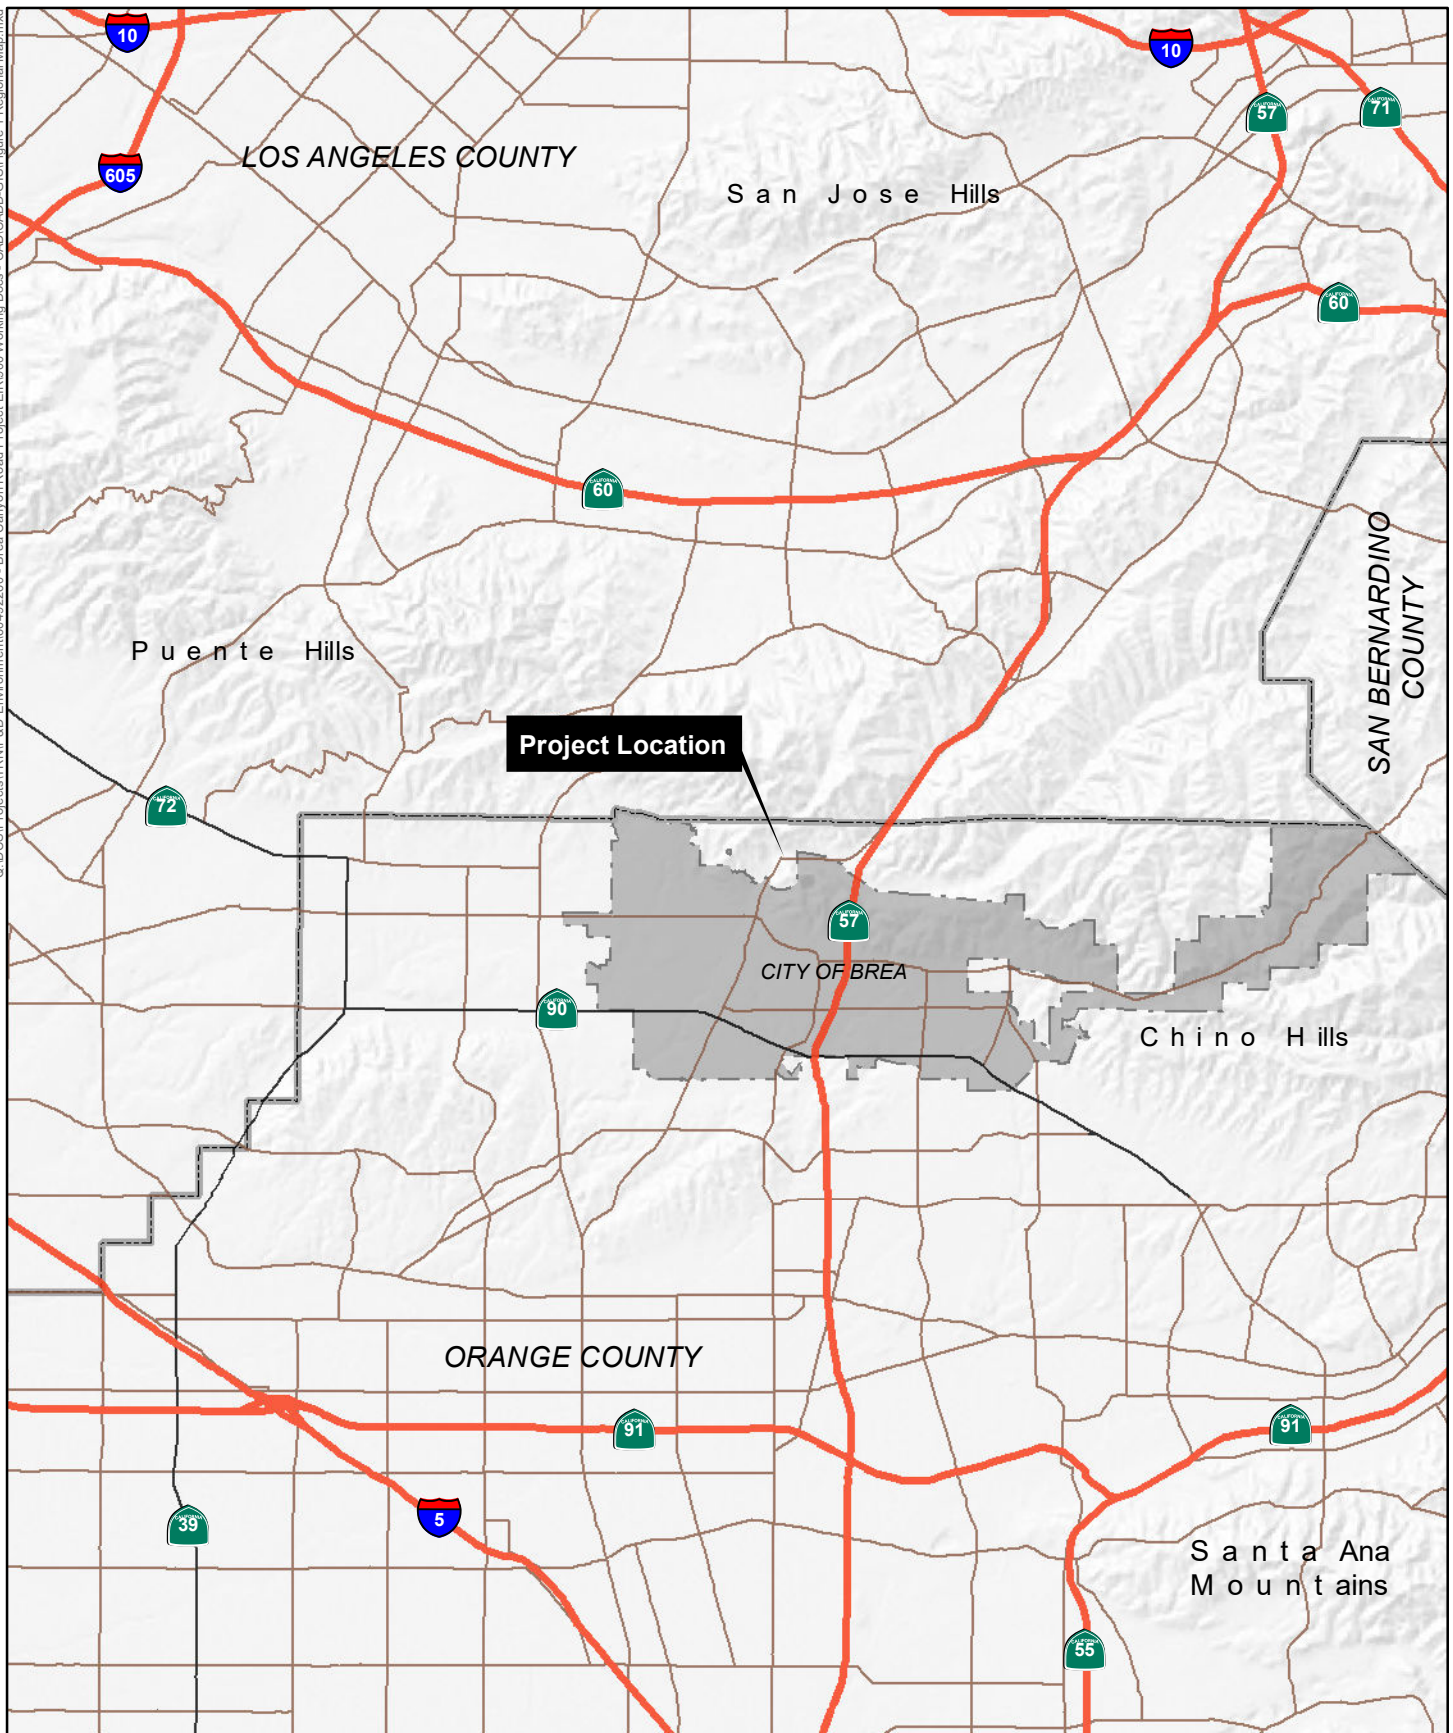 10
10
57
71
LOS ANGELES COUNTY
605
San Jose Hills
60
60
SAN BERNARDINO
COUNTY
Puente Hills
Project Location
72
57
CITY OF BREA
90
Chino Hills
ORANGE COUNTY
91
91
39
5
Santa Ana
Mountains
55